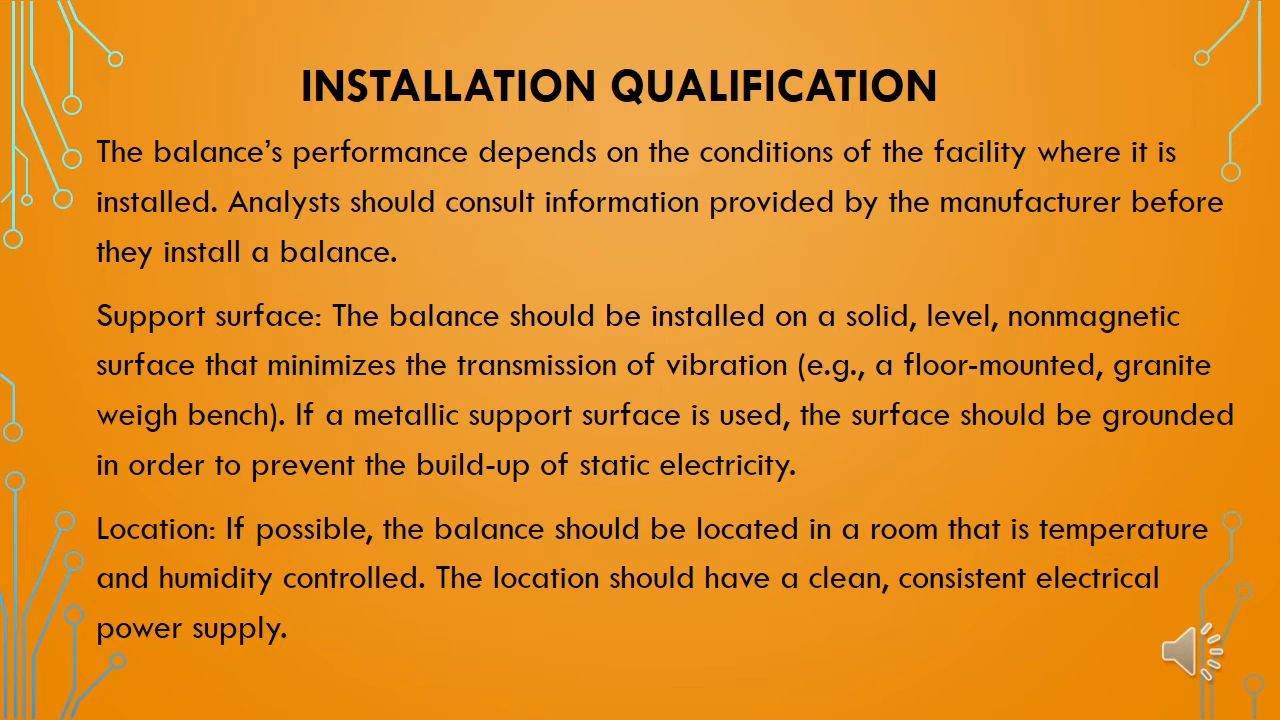 INSTALLATION QUALIFICATION
The balance’s performance depends on the conditions of the facility where it is
installed. Analysts should consult information provided by the manufacturer before
they install a balance.
Support surface: The balance should be installed on a solid, level, nonmagnetic
surface that minimizes the transmission of vibration (e.g., a floor-mounted, granite
weigh bench). If a metallic support surface is used, the surface should be grounded
in order to prevent the build-up of static electricity.
Location: If possible, the balance should be located in a room that is temperature
and humidity controlled. The location should have a clean, consistent electrical
power supply.